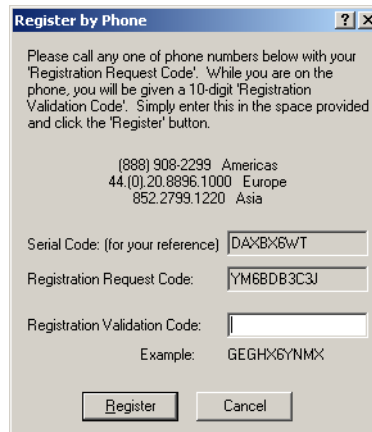 Register by Phone
Please call any one of phone numbers below with your
'Registration Request Code'. While you are on the
phone, you will be given a 10-digit 'Registration
Validation Code'. Simply enter this in the space provided
and click the 'Register' button.
(888) 908-2299 Americas
44.(0).20.8896.1000 Europe
852.2799.1220 Asia
Serial Code: (for your reference) DAXBX6WT
Registration Request Code: YM6BDB3C3J
Registration Validation Code:
Example: GEGHX6YNMX
Register Cancel